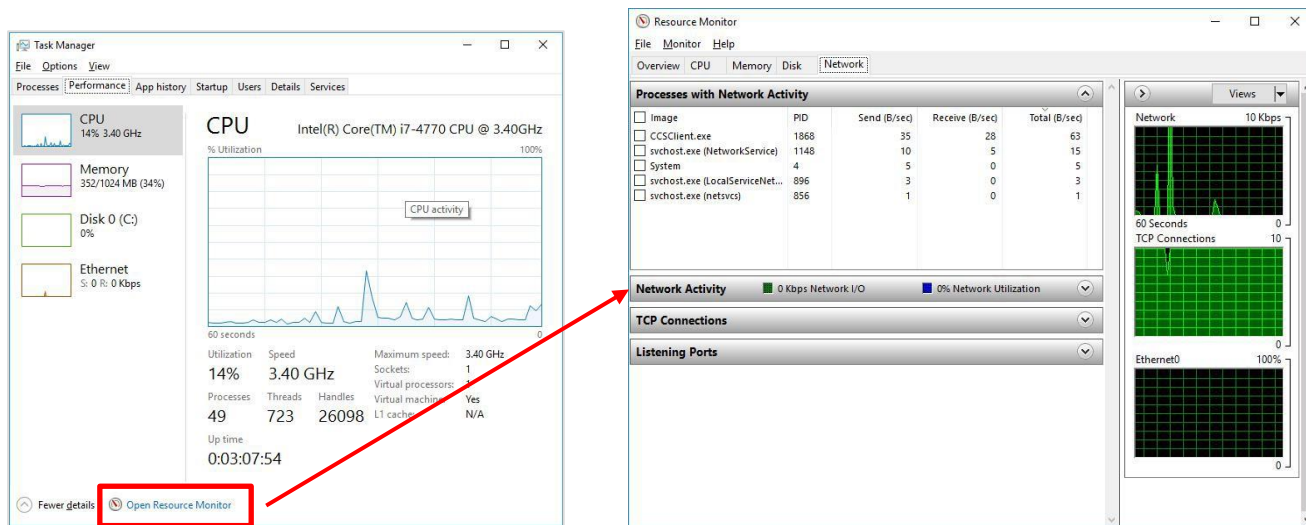 Task Manager
File Options View
Processes Performance App history Startup Users Details Services
CPU
14% 3.40 GHz
Memory
352/1024 MB (34%)
Disk 0 (C:)
0%
Ethernet
S: 0 R: 0 Kbps
CPU Intel(R) Core(TM) i7-4770 CPU @ 3.40GHz
% Utilization 100%
CPU activity
60 seconds 0
Utilization Speed Maximum speed: 3.40 GHz
14% 3.40 GHz Sockets: 1
Virtual processors:
Processes Threads Handles Virtual machine: Yes
49 723 26098 L1 cache: N/A
Up time
0:03:07:54
Fewer details Open Resource Monitor
Resource Monitor
File Monitor Help
Overview CPU Memory Disk Network
Processes with Network Activity
Image PID Send (B/sec) Receive (B/sec) Total (B/sec)
CCSClient.exe 1868 35 28 63
svchost.exe (NetworkService) 1148 10 5 15
System 4 5 0 5
svchost.exe (LocalServiceNet... 896 3 0 3
svchost.exe (netsvcs) 856 1 0 1
Network Activity 0 Kbps Network I/O 0% Network Utilization
TCP Connections
Listening Ports
Views
Network 10 Kbps
60 Seconds 0
TCP Connections 10
0
Ethernet0 100%
0